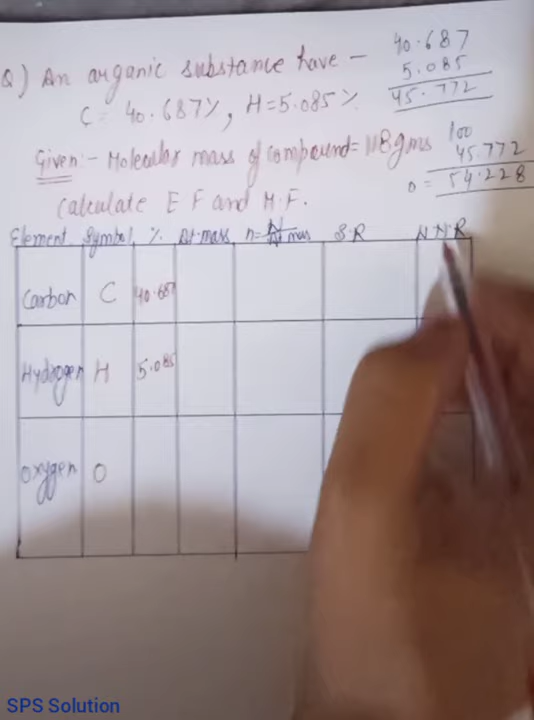 Q) An organic substance have - 40.687
5.085
C = 40.687%, H=5.085% 45.772
Given:- Molecular mass of compound = 118gms 100
45.772
Calculate E F and M.F. O = 54.228
Element Symbol % At.mass n= S.R N.N.R
Carbon C 40.687
Hydrogen H 5.085
Oxygen O
SPS Solution